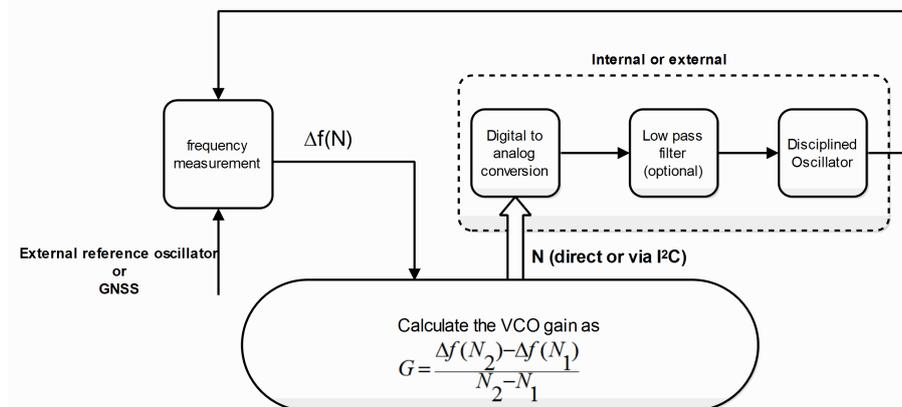 Internal or external
frequency
measurement
Δf(N)
Digital to
analog
conversion
Low pass
filter
(optional)
Disciplined
Oscillator
External reference oscillator
or
GNSS
N (direct or via I²C)
Calculate the VCO gain as
G = (Δf(N₂)−Δf(N₁)) / (N₂−N₁)